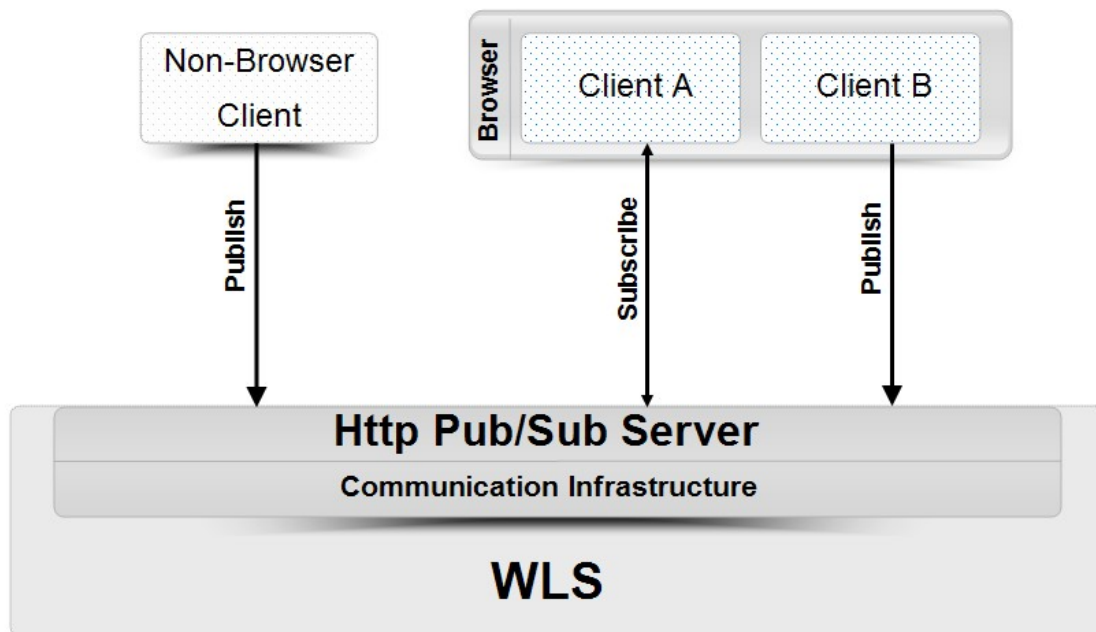 Non-Browser
Client
Browser
Client A
Client B
Publish
Subscribe
Publish
Http Pub/Sub Server
Communication Infrastructure
WLS